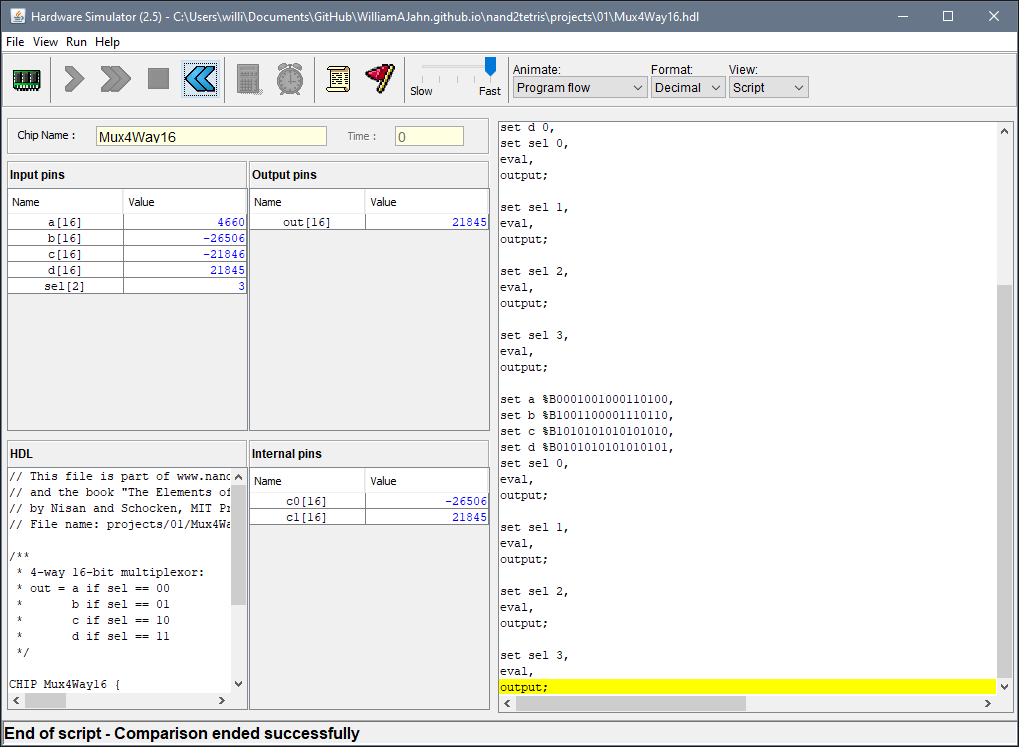 Hardware Simulator (2.5) - C:\Users\willi\Documents\GitHub\WilliamAJahn.github.io\nand2tetris\projects\01\Mux4Way16.hdl
File View Run Help
Slow Fast
Animate: Format: View:
Program flow Decimal Script
Chip Name : Mux4Way16 Time : 0
Input pins
Name Value
a[16] 4660
b[16] -26506
c[16] -21846
d[16] 21845
sel[2] 3
Output pins
Name Value
out[16] 21845
HDL
// This file is part of www.nand
// and the book "The Elements of
// by Nisan and Schocken, MIT Pr
// File name: projects/01/Mux4Wa
/**
* 4-way 16-bit multiplexor:
* out = a if sel == 00
* b if sel == 01
* c if sel == 10
* d if sel == 11
*/
CHIP Mux4Way16 {
Internal pins
Name Value
c0[16] -26506
c1[16] 21845
set d 0,
set sel 0,
eval,
output;
set sel 1,
eval,
output;
set sel 2,
eval,
output;
set sel 3,
eval,
output;
set a %B0001001000110100,
set b %B1001100001110110,
set c %B1010101010101010,
set d %B0101010101010101,
set sel 0,
eval,
output;
set sel 1,
eval,
output;
set sel 2,
eval,
output;
set sel 3,
eval,
output;
End of script - Comparison ended successfully